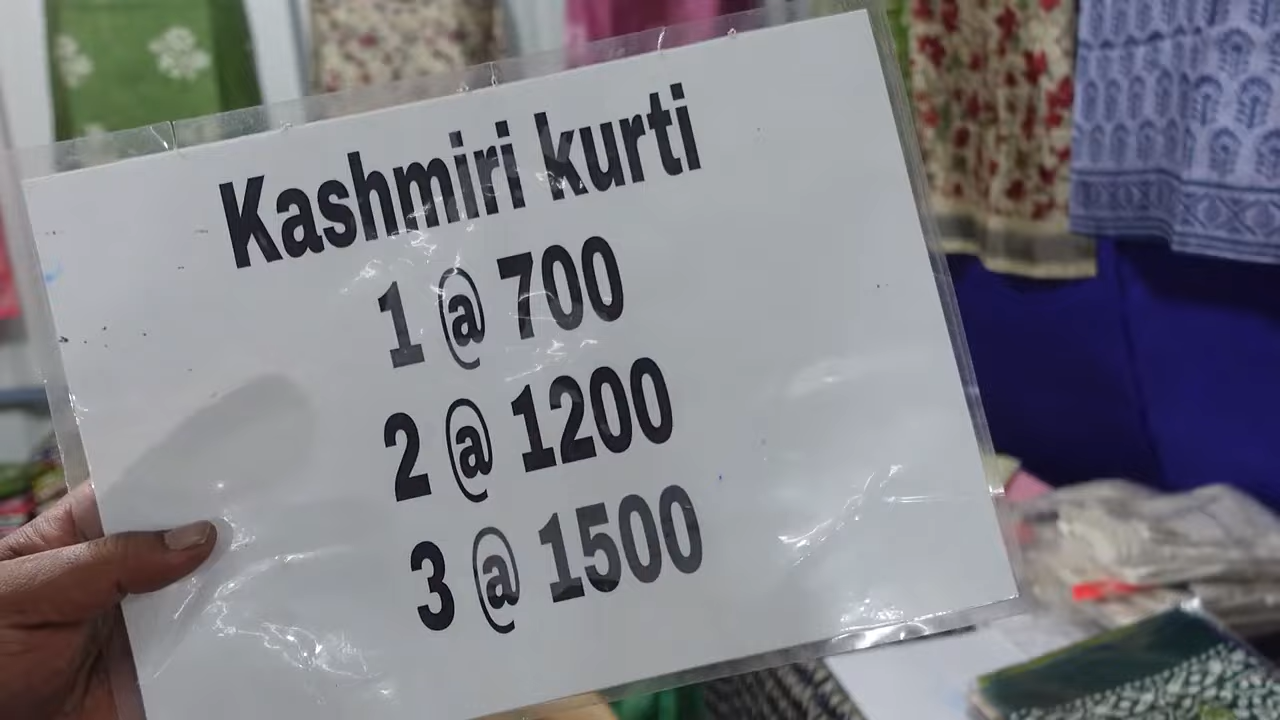 Kashmiri kurti
1 @ 700
2 @ 1200
3 @ 1500